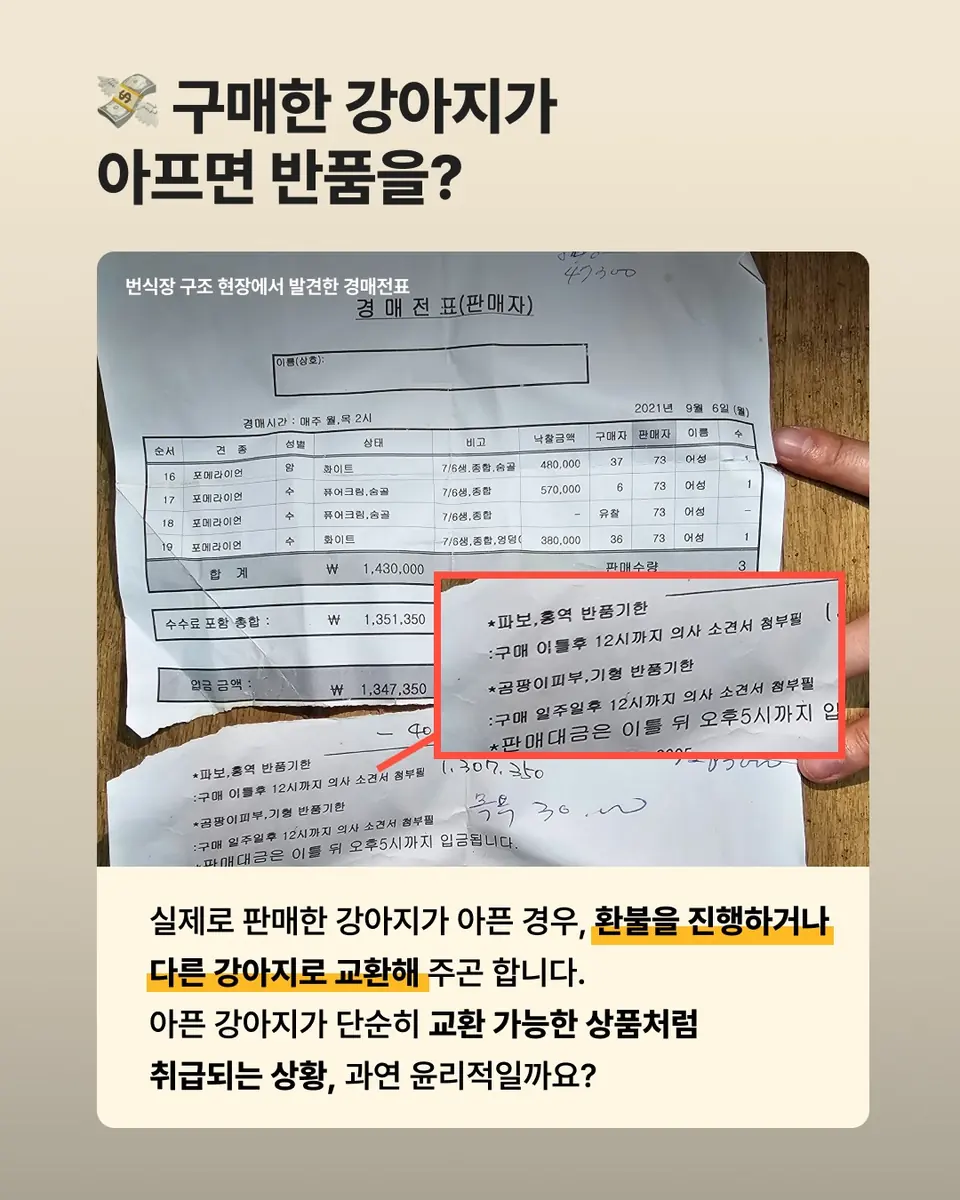 구매한 강아지가
아프면 반품을?
번식장 구조 현장에서 발견한 경매전표
47300
경 매 전 표(판매자)
이름(상호):
경매시간 : 매주 월,목 2시
2021년 9월 6일 (월)
순서 견 종 성별 상태 비고 낙찰금액 구매자 판매자 이름 수
16 포메라이언 암 화이트 7/6생,종합,숨골 480,000 37 73 어성 1
17 포메라이언 수 퓨어크림,숨골 7/6생,종합 570,000 6 73 어성 1
18 포메라이언 수 퓨어크림,숨골 7/6생,종합 - 유찰 73 어성 -
19 포메라이언 수 화이트 7/6생,종합,엉덩 380,000 36 73 어성 1
합 계 ₩ 1,430,000 판매수량 3
수수료 포함 총합 : ₩ 1,351,350
입금 금액 : ₩ 1,347,350
*파보,홍역 반품기한
:구매 이틀후 12시까지 의사 소견서 첨부필
*곰팡이피부,기형 반품기한
:구매 일주일후 12시까지 의사 소견서 첨부필
*판매대금은 이틀 뒤 오후5시까지 입
- 40
1,307,350
*파보,홍역 반품기한
:구매 이틀후 12시까지 의사 소견서 첨부필
*곰팡이피부,기형 반품기한
:구매 일주일후 12시까지 의사 소견서 첨부필
*판매대금은 이틀 뒤 오후5시까지 입금됩니다.
목욕 30.
실제로 판매한 강아지가 아픈 경우, 환불을 진행하거나
다른 강아지로 교환해 주곤 합니다.
아픈 강아지가 단순히 교환 가능한 상품처럼
취급되는 상황, 과연 윤리적일까요?